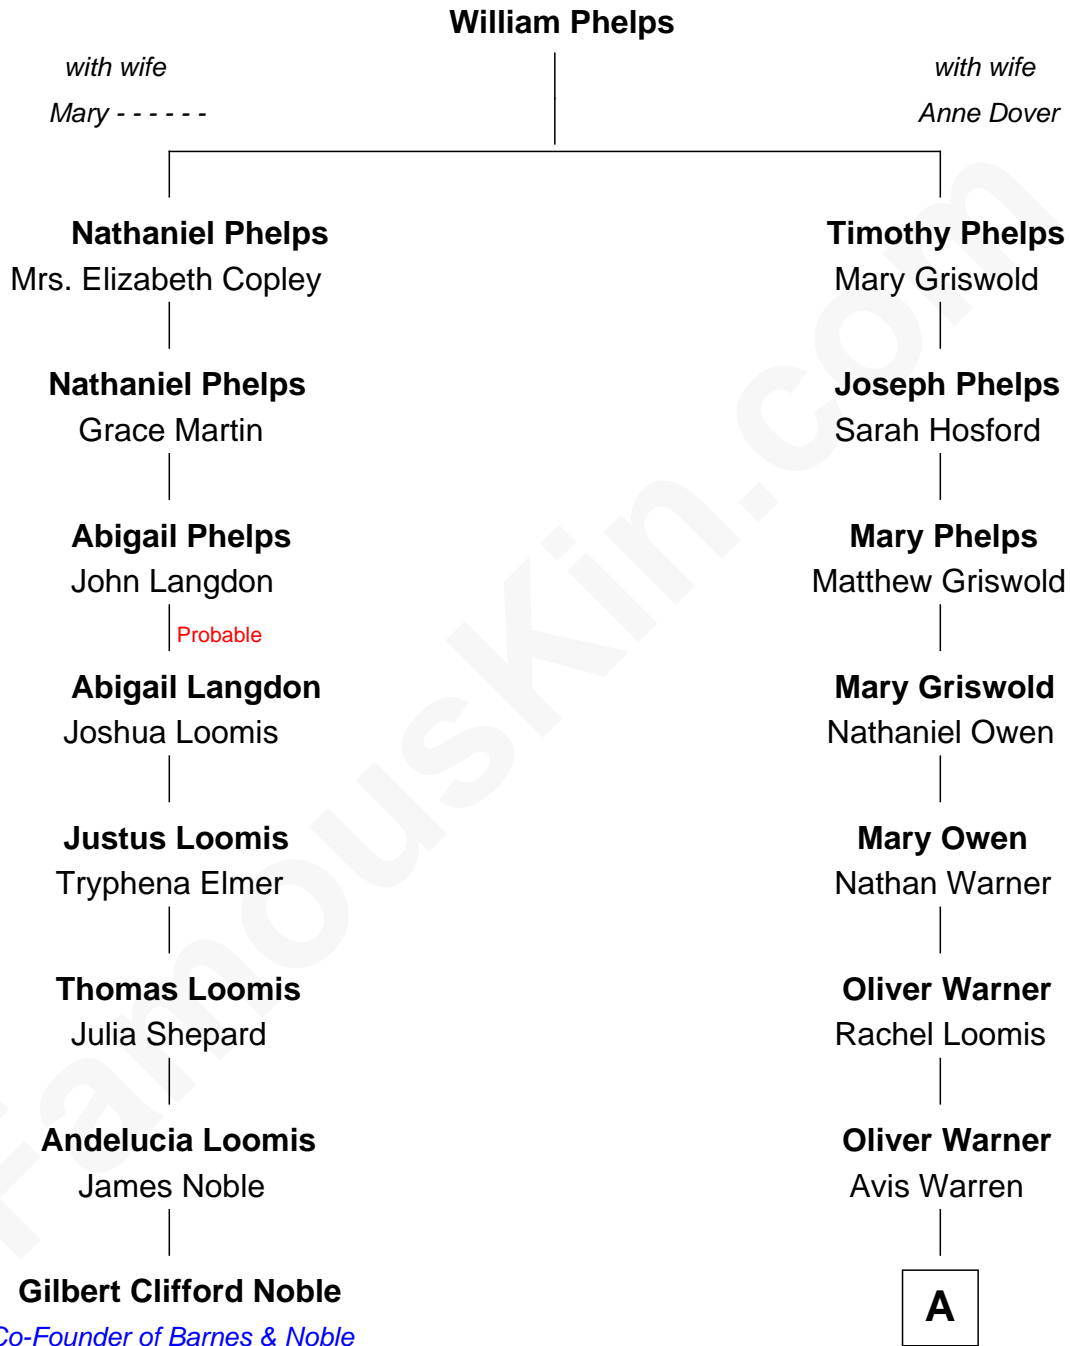 William Phelps
with wife
Mary - - - - - -
with wife
Anne Dover
Nathaniel Phelps
Mrs. Elizabeth Copley
Timothy Phelps
Mary Griswold
Nathaniel Phelps
Grace Martin
Joseph Phelps
Sarah Hosford
Abigail Phelps
John Langdon
Mary Phelps
Matthew Griswold
Probable
Abigail Langdon
Joshua Loomis
Mary Griswold
Nathaniel Owen
Justus Loomis
Tryphena Elmer
Mary Owen
Nathan Warner
Thomas Loomis
Julia Shepard
Oliver Warner
Rachel Loomis
Andelucia Loomis
James Noble
Oliver Warner
Avis Warren
Gilbert Clifford Noble
Co-Founder of Barnes & Noble
A
FamousKin.com